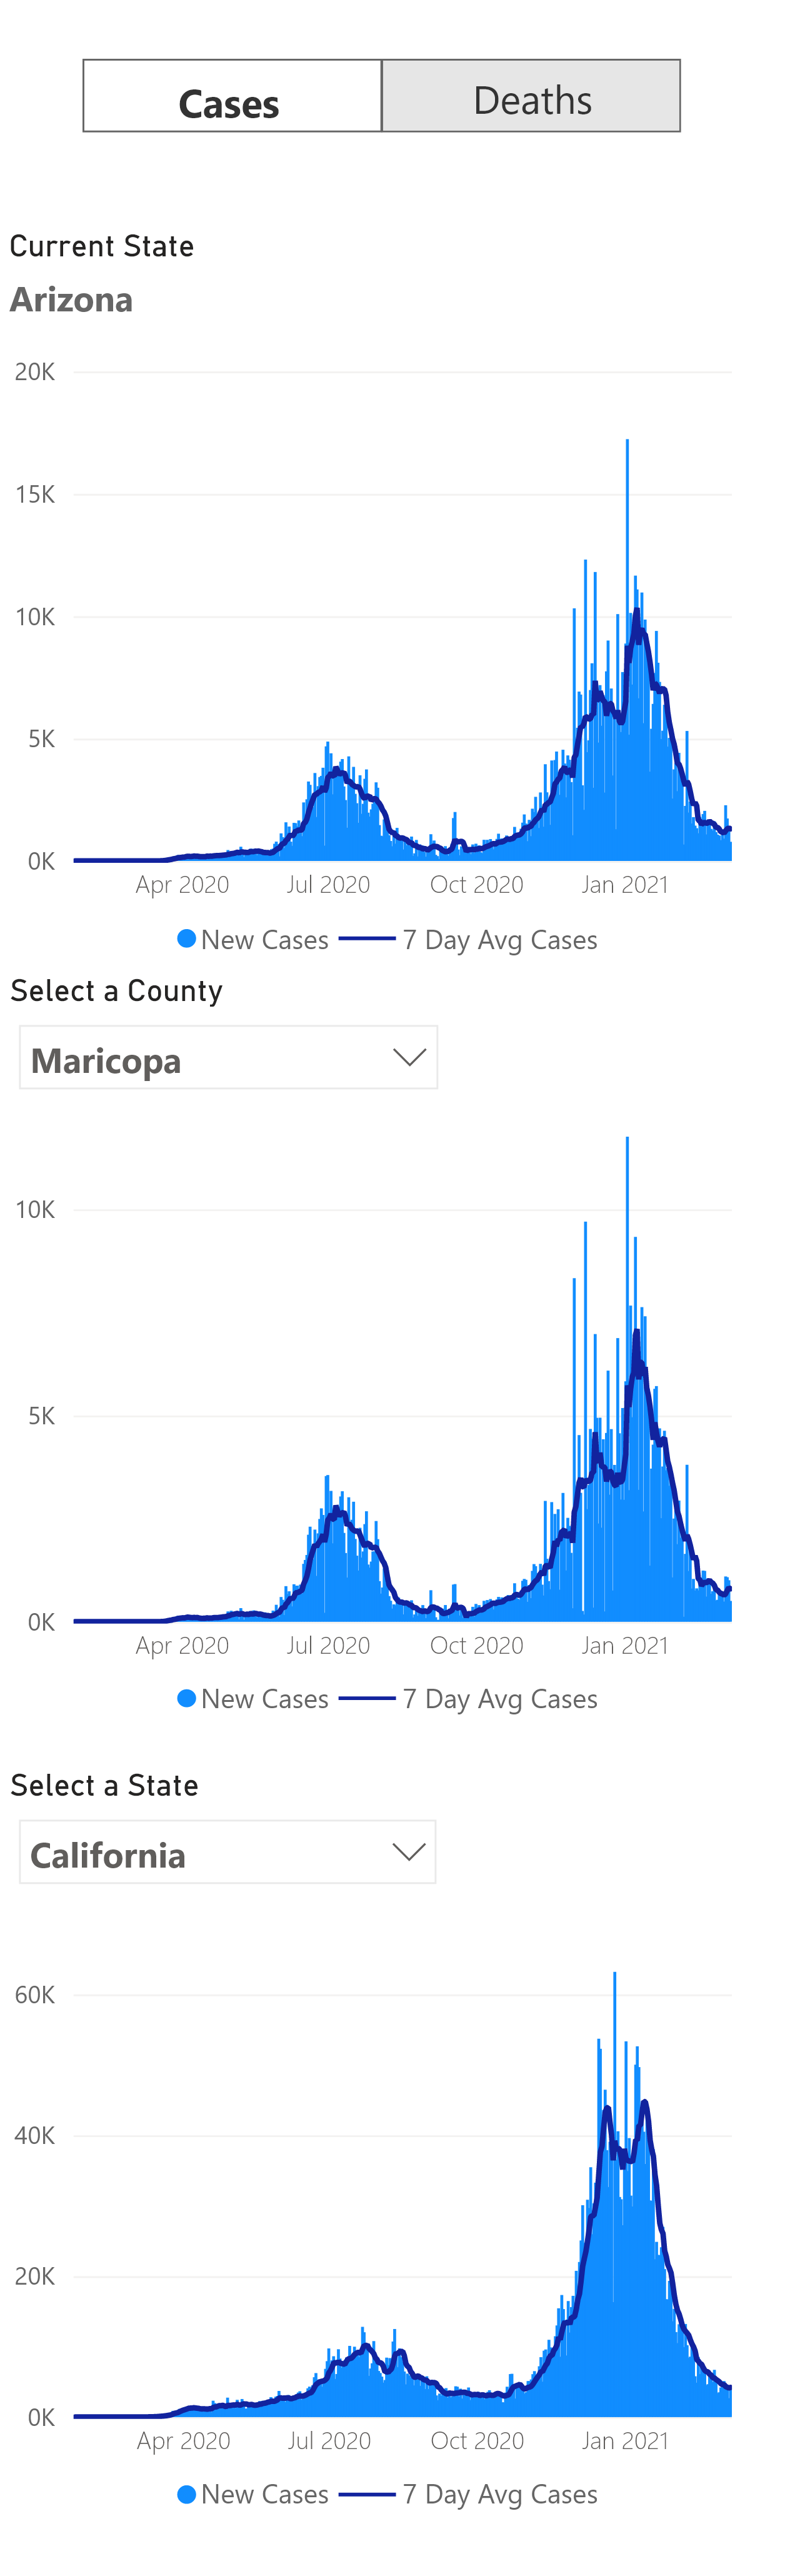 Cases Deaths
Current State
Arizona
20K
15K
10K
5K
0K
Apr 2020 Jul 2020 Oct 2020 Jan 2021
New Cases 7 Day Avg Cases
Select a County
Maricopa
10K
5K
0K
Apr 2020 Jul 2020 Oct 2020 Jan 2021
New Cases 7 Day Avg Cases
Select a State
California
60K
40K
20K
0K
Apr 2020 Jul 2020 Oct 2020 Jan 2021
New Cases 7 Day Avg Cases